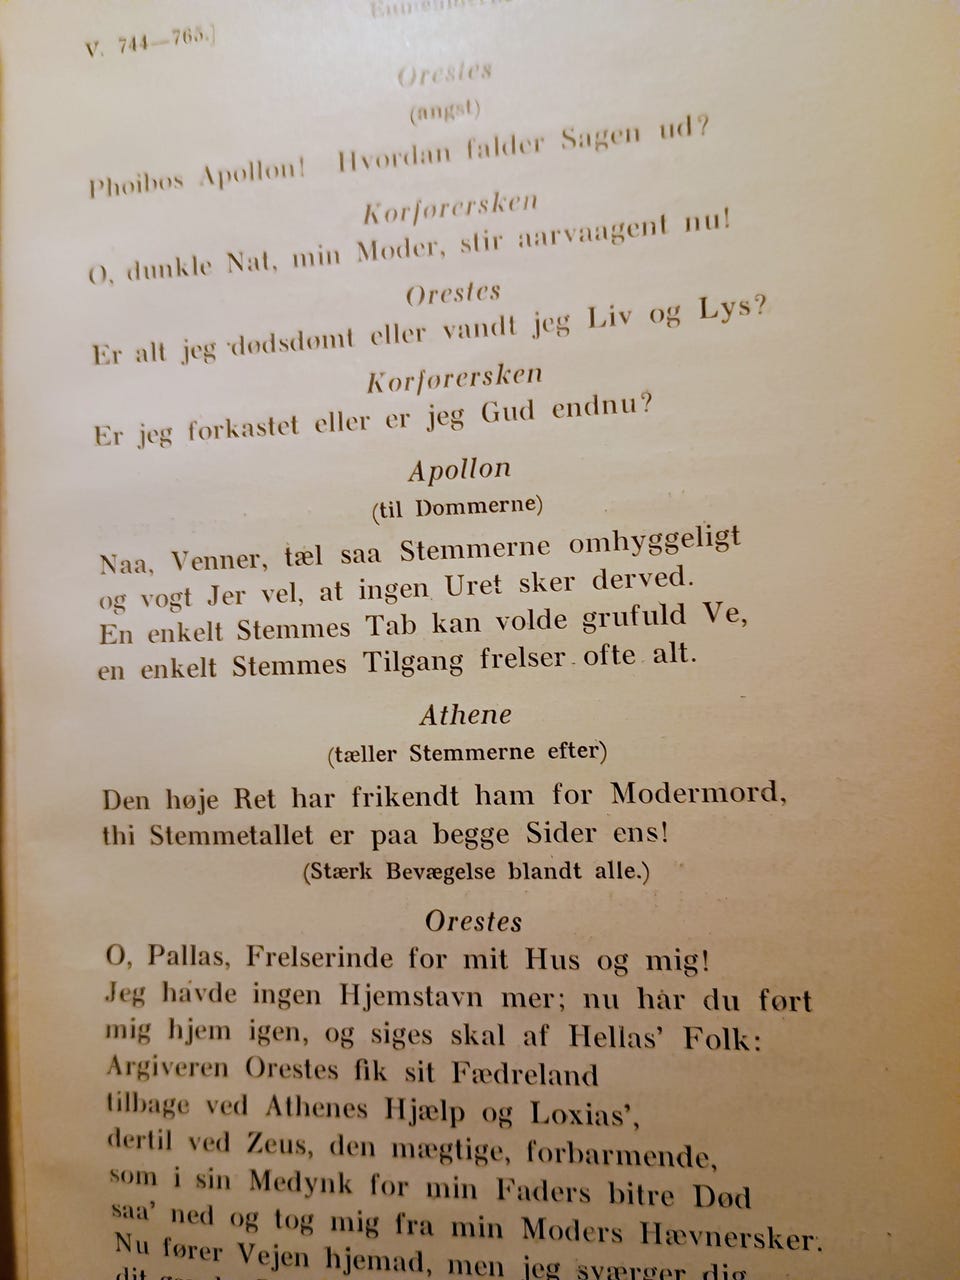 V. 744—765.]
Orestes
(angst)
Phoibos Apollon! Hvordan falder Sagen ud?
Korførersken
O, dunkle Nat, min Moder, stir aarvaagent nu!
Orestes
Er alt jeg dødsdømt eller vandt jeg Liv og Lys?
Korførersken
Er jeg forkastet eller er jeg Gud endnu?
Apollon
(til Dommerne)
Naa, Venner, tæl saa Stemmerne omhyggeligt
og vogt Jer vel, at ingen Uret sker derved.
En enkelt Stemmes Tab kan volde grufuld Ve,
en enkelt Stemmes Tilgang frelser ofte alt.
Athene
(tæller Stemmerne efter)
Den høje Ret har frikendt ham for Modermord,
thi Stemmetallet er paa begge Sider ens!
(Stærk Bevægelse blandt alle.)
Orestes
O, Pallas, Frelserinde for mit Hus og mig!
Jeg havde ingen Hjemstavn mer; nu har du ført
mig hjem igen, og siges skal af Hellas’ Folk:
Argiveren Orestes fik sit Fædreland
tilbage ved Athenes Hjælp og Loxias’,
dertil ved Zeus, den mægtige, forbarmende,
som i sin Medynk for min Faders bitre Død
saa’ ned og tog mig fra min Moders Hævnersker.
Nu fører Vejen hjemad, men jeg sværger dig
dit